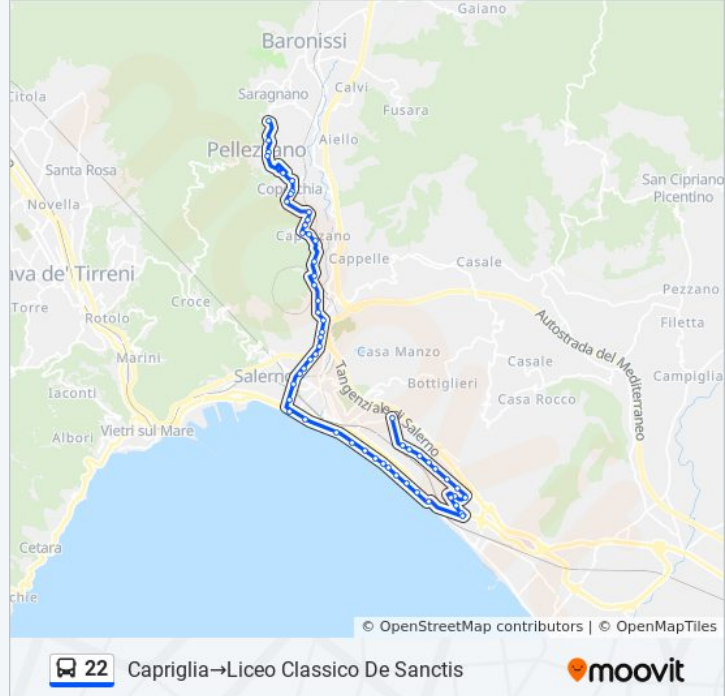 Gaiano
Baronissi
Calvi
Saragnano
Citola
Fusara
Aiello
Pellezzano
Santa Rosa
San Cipriano
Picentino
Novella
Cappelle
Casale
ava de' Tirreni
Pezzano
Torre
Croce
Rotolo
Filetta
Autostrada del Mediterraneo
Marini
Casa Manzo
Casale
Salerno
Campiglia
Iaconti
Bottiglieri
Casa Rocco
Tangenziale di Salerno
Albori
Vietri sul Mare
Cetara
chie
© OpenStreetMap contributors | © OpenMapTiles
22 Capriglia→Liceo Classico De Sanctis
moovit